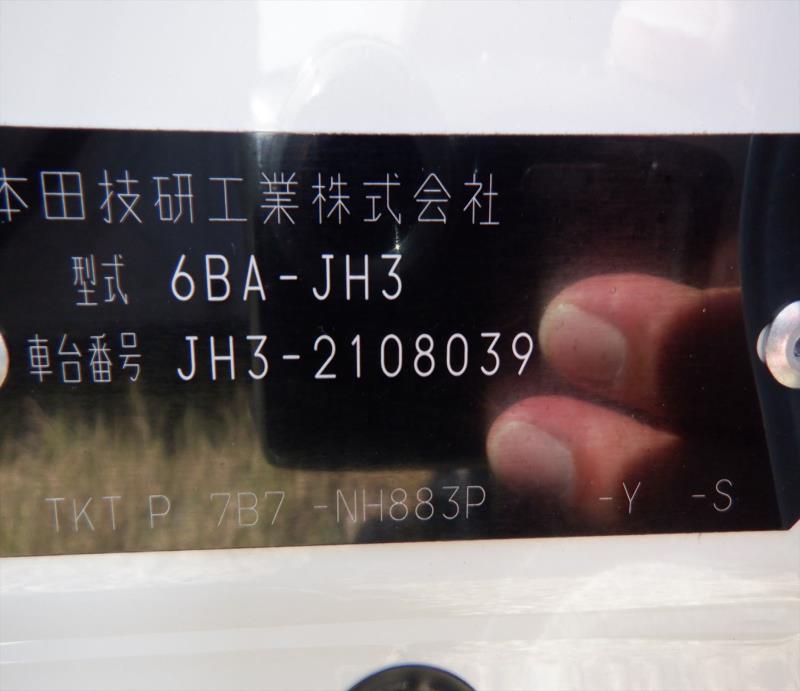 本田技研工業株式会社
型式 6BA-JH3
車台番号 JH3-2108039
TKT P 7B7 -NH883P -Y -S